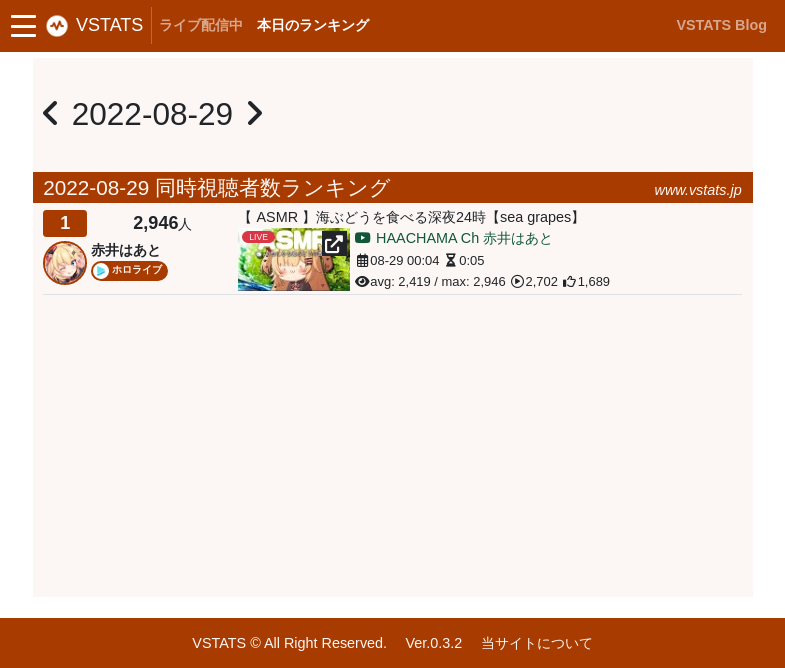 VSTATS ライブ配信中 本日のランキング VSTATS Blog
2022-08-29
2022-08-29 同時視聴者数ランキング www.vstats.jp
1 2,946人
赤井はあと
ホロライブ
【 ASMR 】海ぶどうを食べる深夜24時【sea grapes】
LIVE
HAACHAMA Ch 赤井はあと
08-29 00:04 0:05
avg: 2,419 / max: 2,946 2,702 1,689
VSTATS © All Right Reserved. Ver.0.3.2 当サイトについて